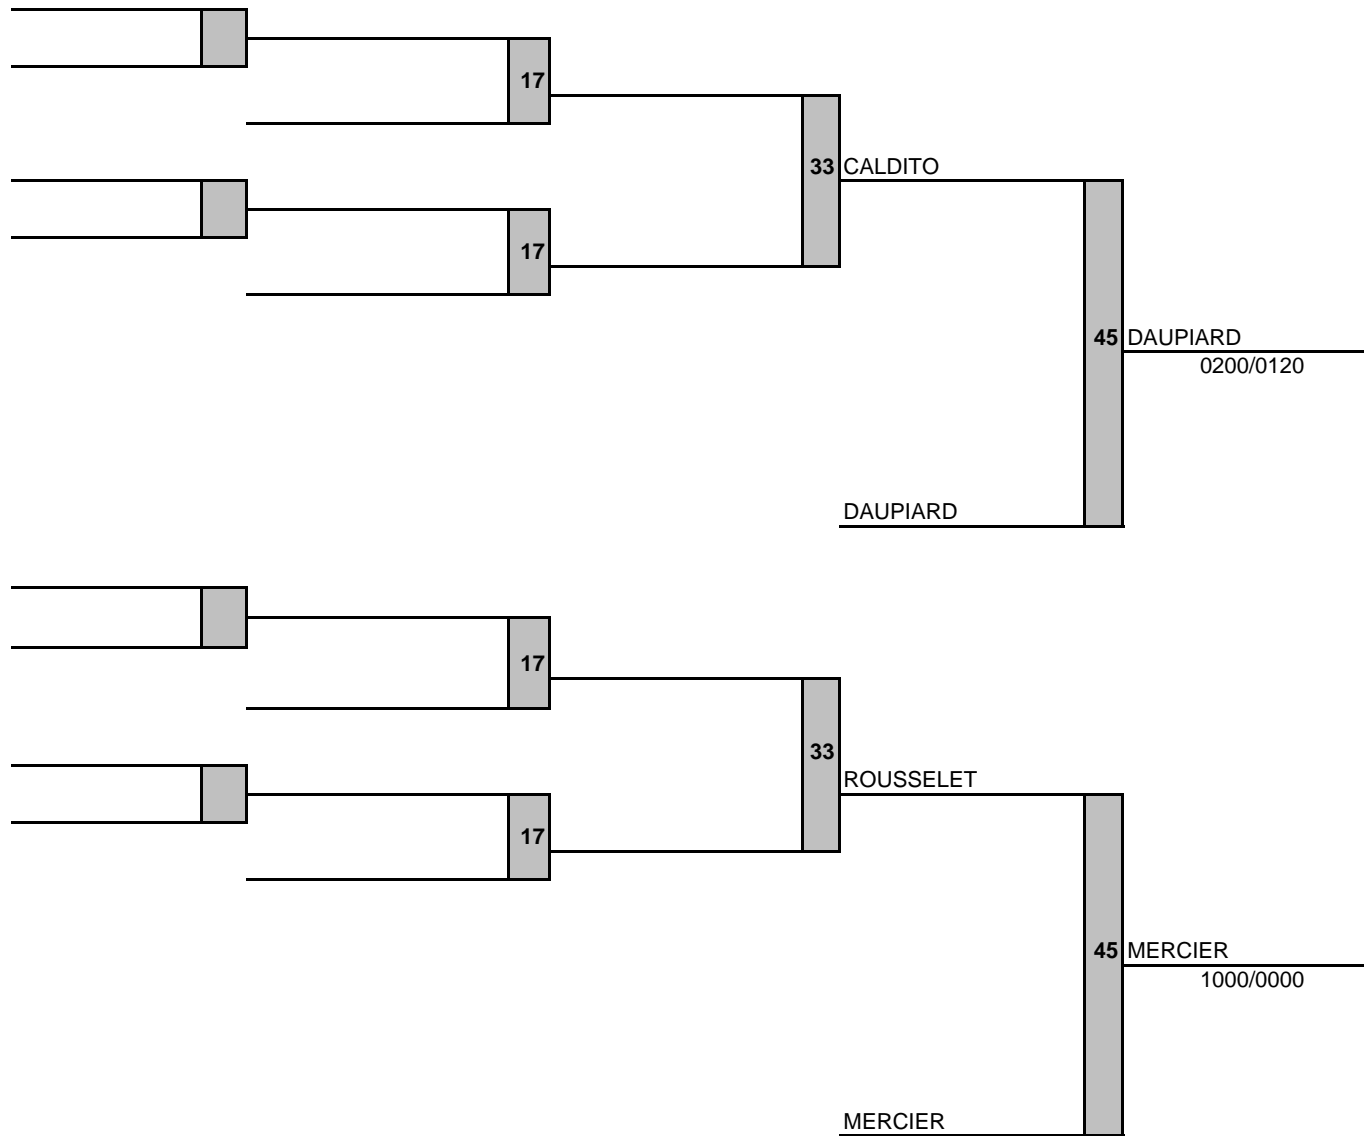 17
33 CALDITO
17
45 DAUPIARD
0200/0120
DAUPIARD
17
33
ROUSSELET
17
45 MERCIER
1000/0000
MERCIER